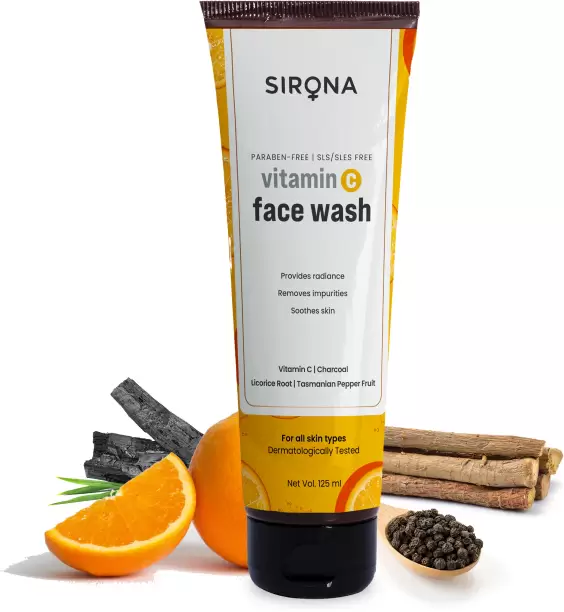 SIRONA
PARABEN-FREE | SLS/SLES FREE
vitamin C
face wash
Provides radiance
Removes impurities
Soothes skin
Vitamin C | Charcoal
Licorice Root | Tasmanian Pepper Fruit
For all skin types
Dermatologically Tested
Net Vol. 125 ml